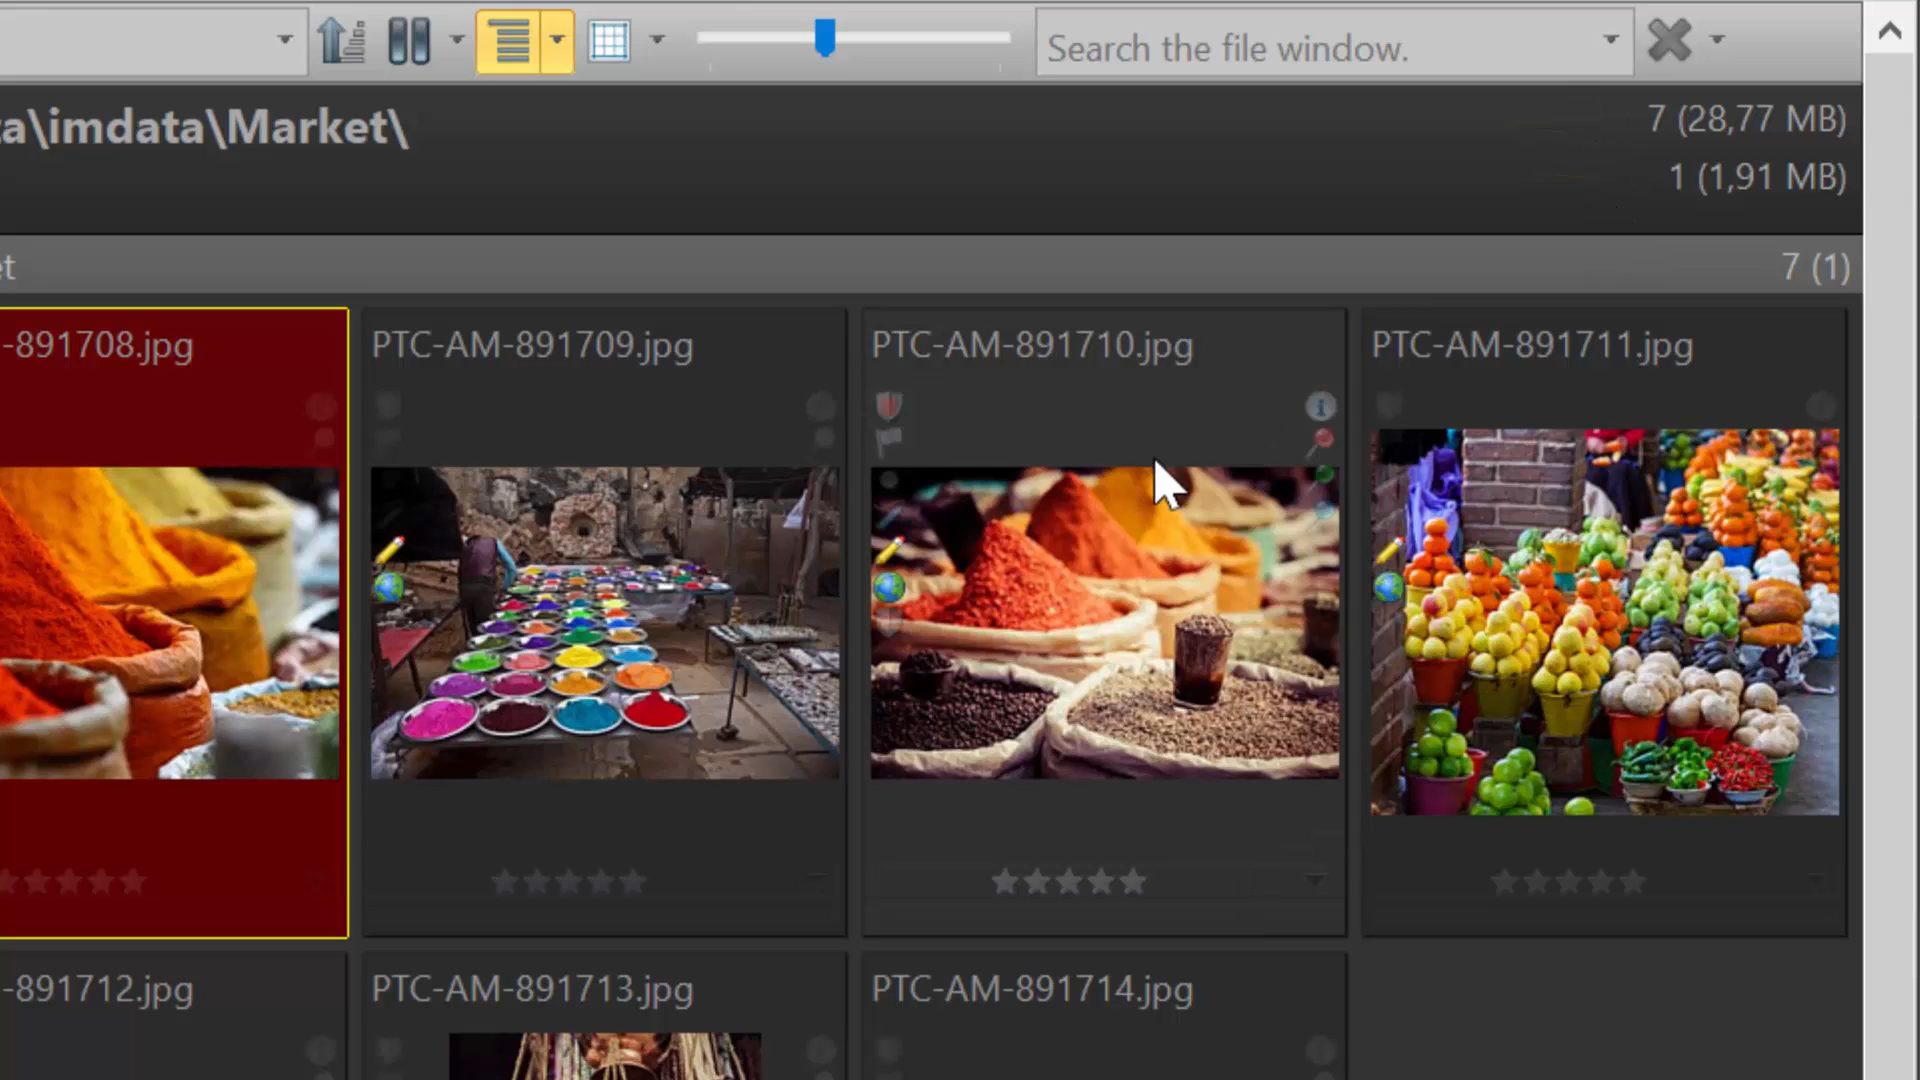 Search the file window.
a\imdata\Market\
7 (28,77 MB)
1 (1,91 MB)
et
7 (1)
-891708.jpg
PTC-AM-891709.jpg
PTC-AM-891710.jpg
PTC-AM-891711.jpg
-891712.jpg
PTC-AM-891713.jpg
PTC-AM-891714.jpg